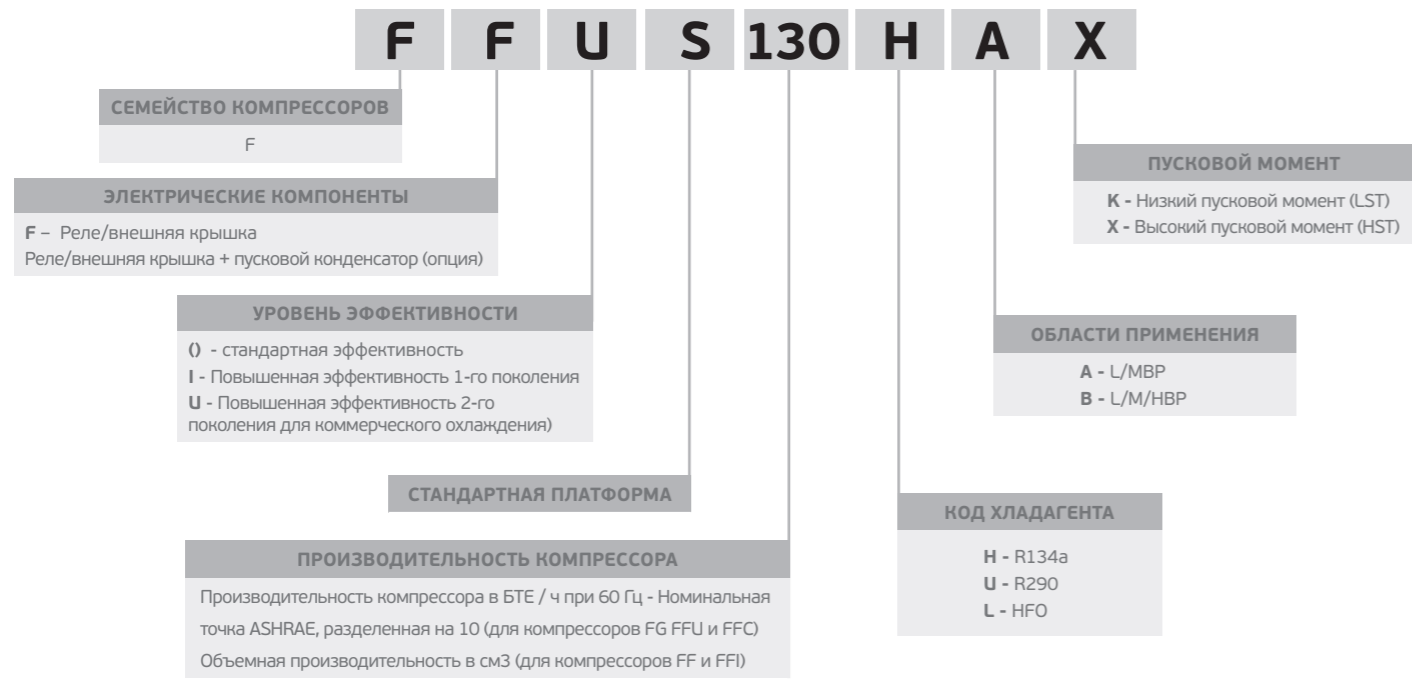 F F U S 130 H A X
СЕМЕЙСТВО КОМПРЕССОРОВ
F
ЭЛЕКТРИЧЕСКИЕ КОМПОНЕНТЫ
F – Реле/внешняя крышка
Реле/внешняя крышка + пусковой конденсатор (опция)
УРОВЕНЬ ЭФФЕКТИВНОСТИ
() - стандартная эффективность
I - Повышенная эффективность 1-го поколения
U - Повышенная эффективность 2-го
поколения для коммерческого охлаждения)
СТАНДАРТНАЯ ПЛАТФОРМА
ПРОИЗВОДИТЕЛЬНОСТЬ КОМПРЕССОРА
Производительность компрессора в БТЕ / ч при 60 Гц - Номинальная
точка ASHRAE, разделенная на 10 (для компрессоров FG FFU и FFC)
Объемная производительность в см3 (для компрессоров FF и FFI)
КОД ХЛАДАГЕНТА
H - R134a
U - R290
L - HFO
ОБЛАСТИ ПРИМЕНЕНИЯ
A - L/MBP
B - L/M/HBP
ПУСКОВОЙ МОМЕНТ
K - Низкий пусковой момент (LST)
X - Высокий пусковой момент (HST)